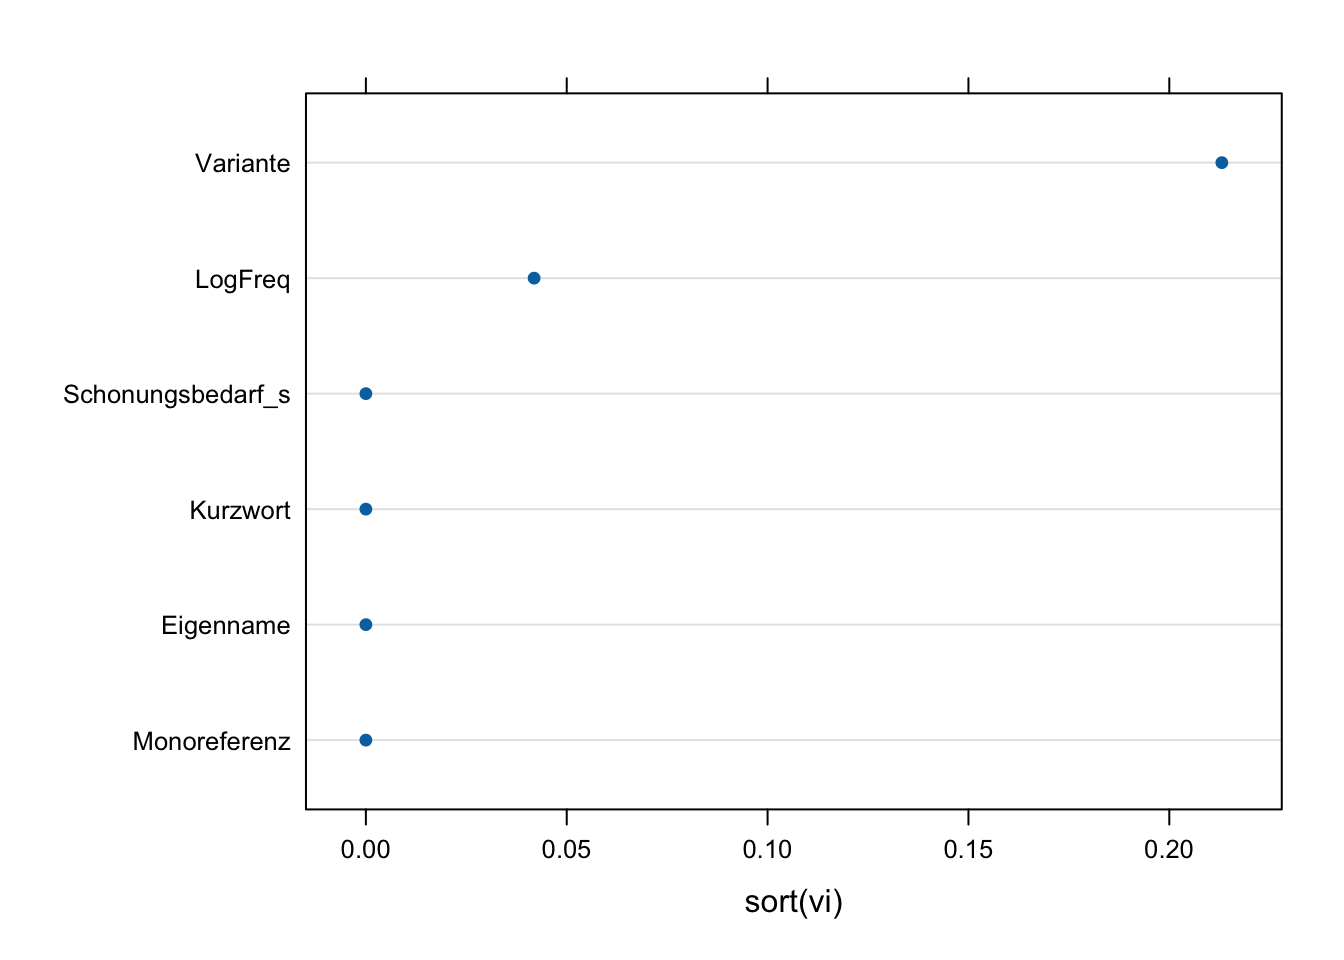 Variante
LogFreq
Schonungsbedarf_s
Kurzwort
Eigenname
Monoreferenz
0.00 0.05 0.10 0.15 0.20
sort(vi)